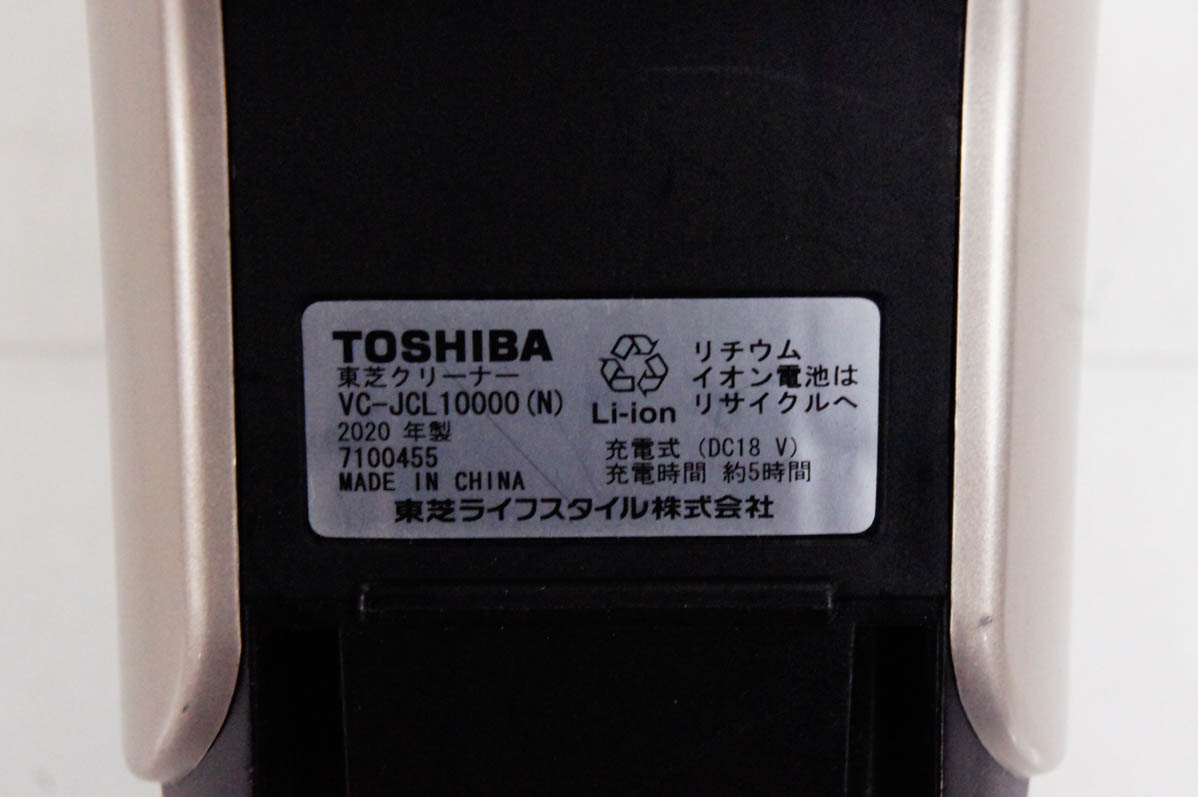 TOSHIBA
東芝クリーナー
VC-JCL10000(N)
2020 年製
7100455
MADE IN CHINA
Li-ion
リチウム
イオン電池は
リサイクルへ
充電式 (DC18 V)
充電時間 約5時間
東芝ライフスタイル株式会社